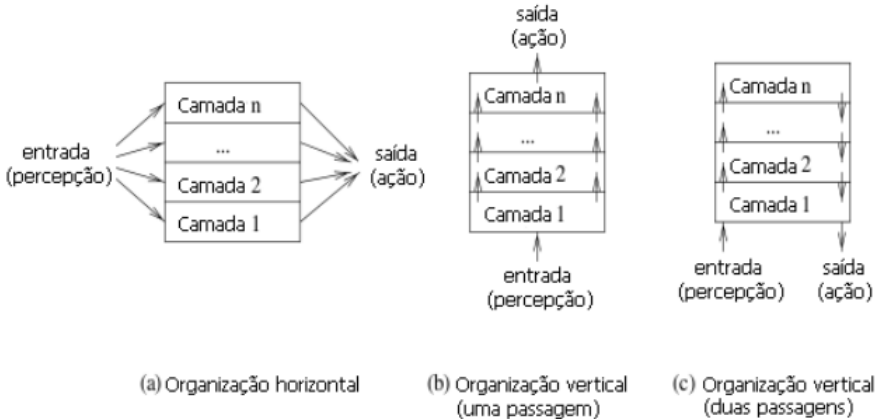 entrada
(percepção)
Camada n
...
Camada 2
Camada 1
saída
(ação)
(a) Organização horizontal
saída
(ação)
Camada n
...
Camada 2
Camada 1
entrada
(percepção)
(b) Organização vertical
(uma passagem)
Camada n
...
Camada 2
Camada 1
entrada
(percepção)
saída
(ação)
(c) Organização vertical
(duas passagens)